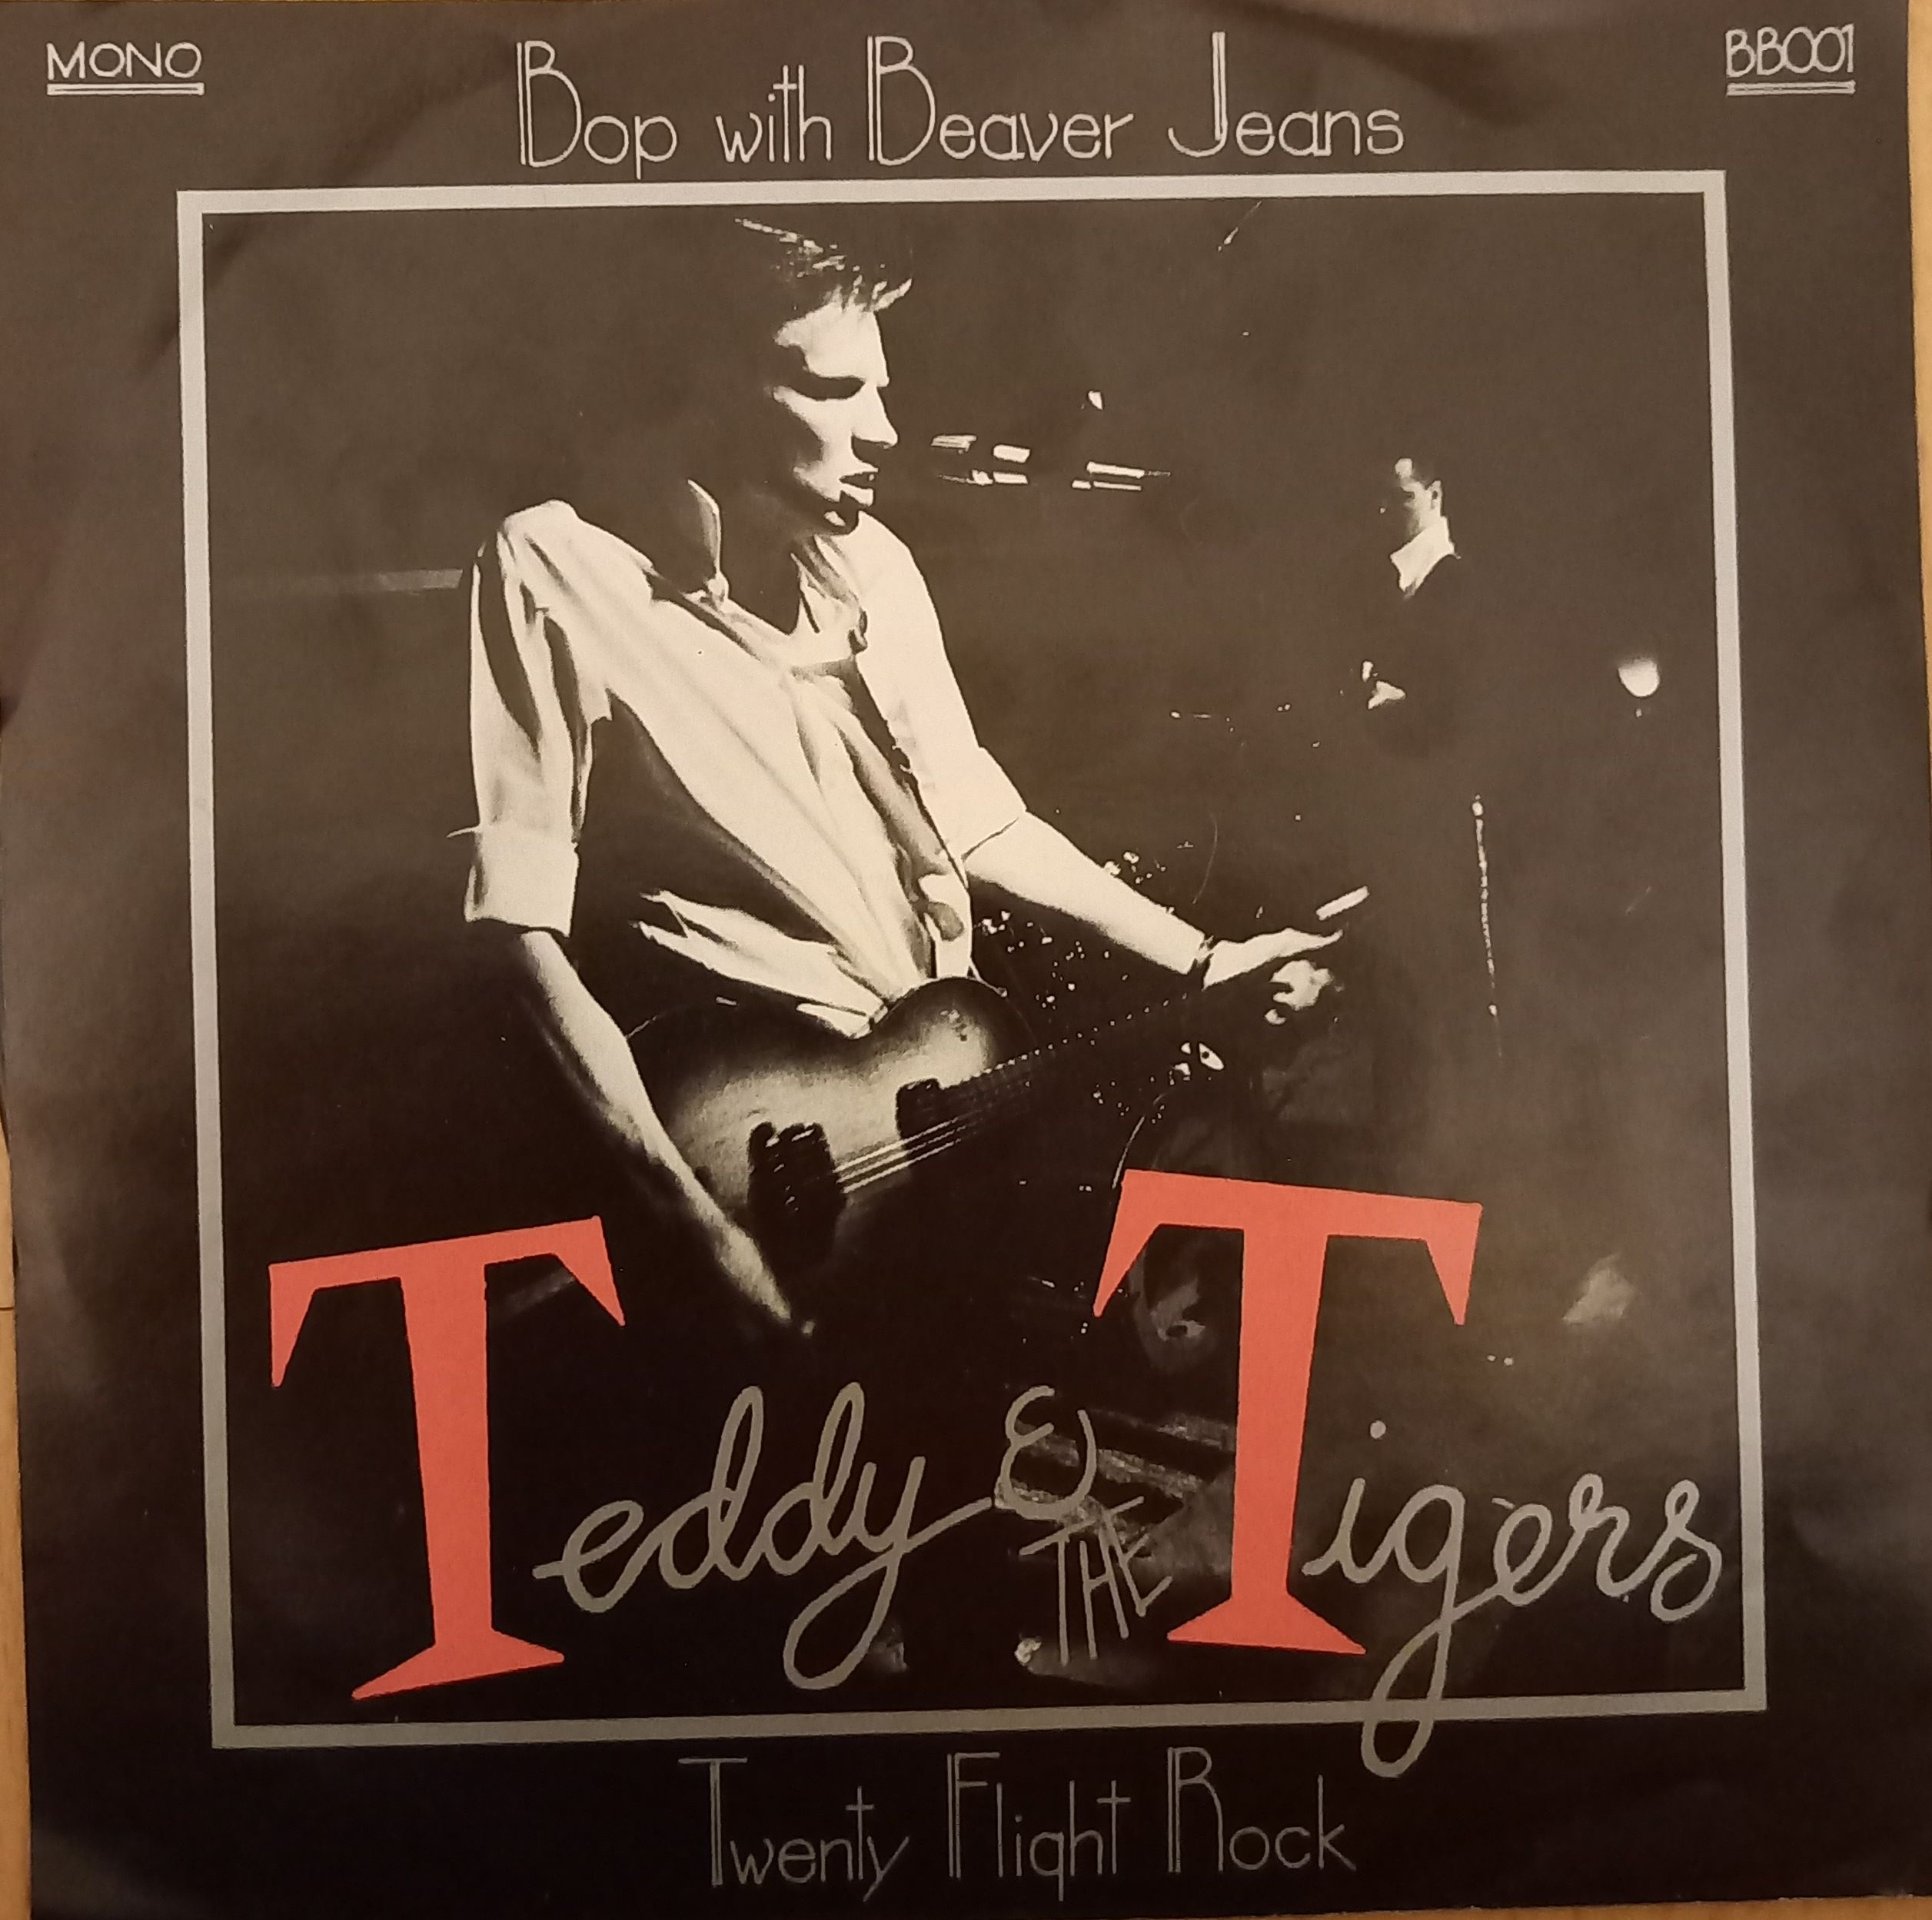 MONO
Bop with Beaver Jeans
BB001
Teddy & THE Tigers
Twenty Flight Rock